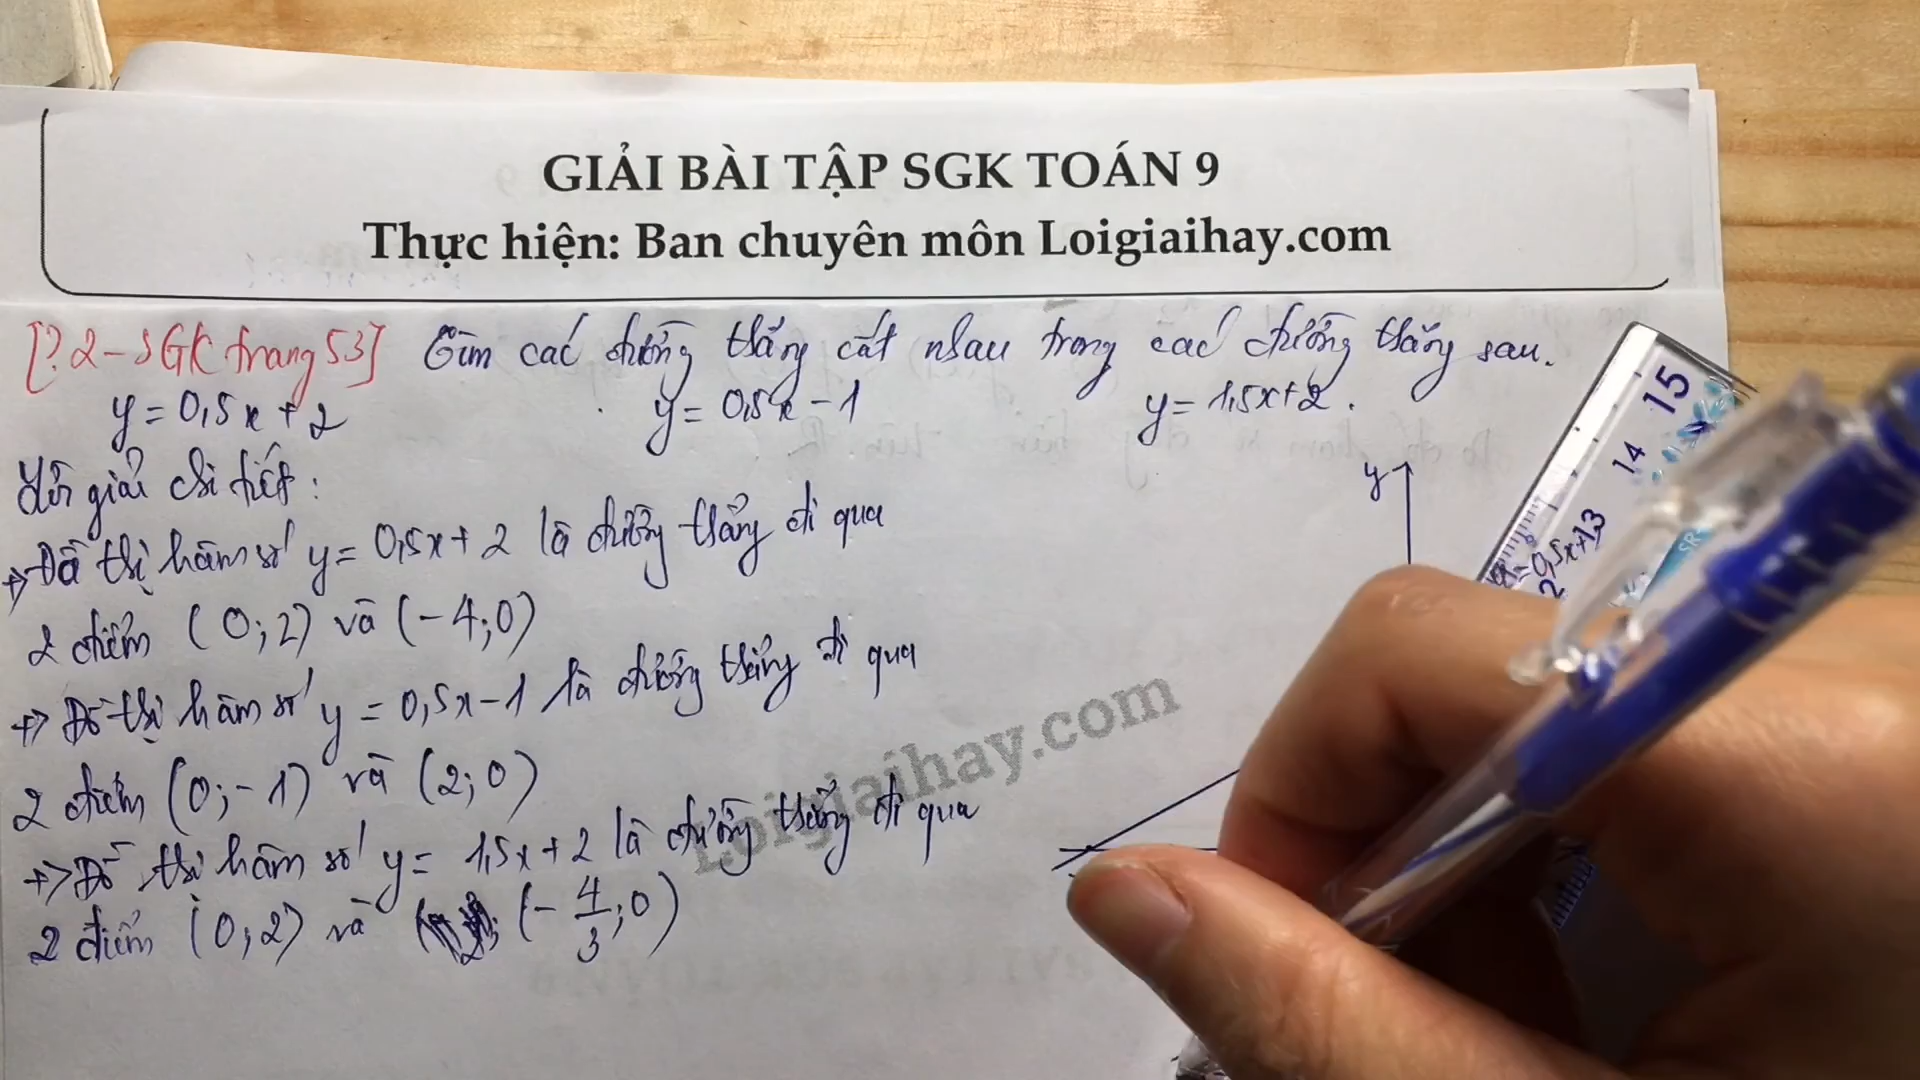 GIẢI BÀI TẬP SGK TOÁN 9
Thực hiện: Ban chuyên môn Loigiaihay.com
[?2 - SGK trang 53] Tìm các đường thẳng cắt nhau trong các đường thẳng sau.
y = 0,5x + 2 y = 0,5x - 1 y = 1,5x + 2.
Lời giải chi tiết:
+> Đồ thị hàm số y = 0,5x + 2 là đường thẳng đi qua
2 điểm (0; 2) và (-4; 0)
+> Đồ thị hàm số y = 0,5x - 1 là đường thẳng đi qua
2 điểm (0; -1) và (2; 0)
+> Đồ thị hàm số y = 1,5x + 2 là đường thẳng đi qua
2 điểm (0; 2) và (-4/3; 0)
y
15
14
13
Loigiaihay.com